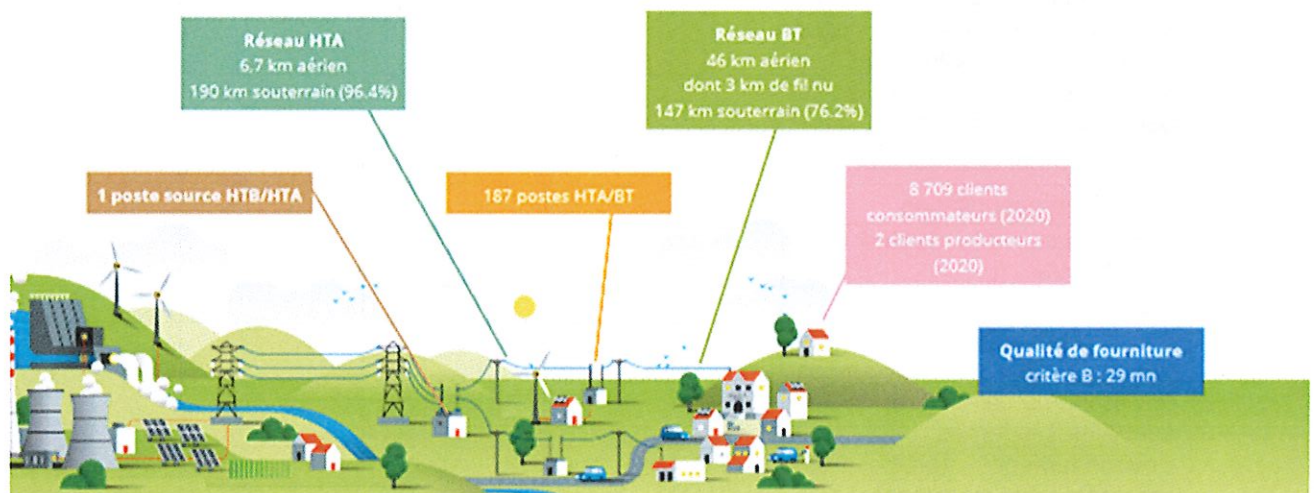 Réseau HTA
6,7 km aérien
190 km souterrain (96.4%)
Réseau BT
46 km aérien
dont 3 km de fil nu
147 km souterrain (76.2%)
1 poste source HTB/HTA
187 postes HTA/BT
8 709 clients
consommateurs (2020)
2 clients producteurs
(2020)
Qualité de fourniture
critère B : 29 mn